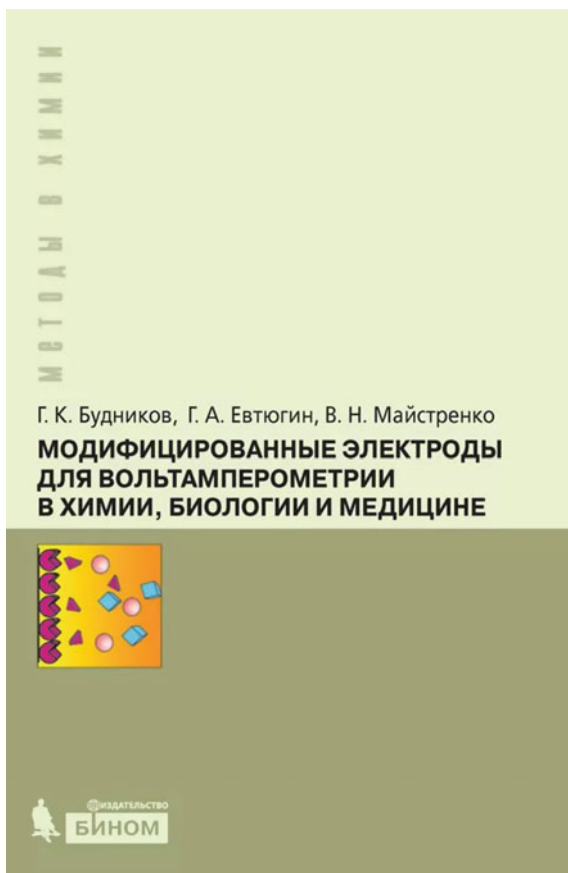 МЕТОДЫ В ХИМИИ
Г. К. Будников, Г. А. Евтюгин, В. Н. Майстренко
МОДИФИЦИРОВАННЫЕ ЭЛЕКТРОДЫ
ДЛЯ ВОЛЬТАМПЕРОМЕТРИИ
В ХИМИИ, БИОЛОГИИ И МЕДИЦИНЕ
ИЗДАТЕЛЬСТВО
БИНОМ